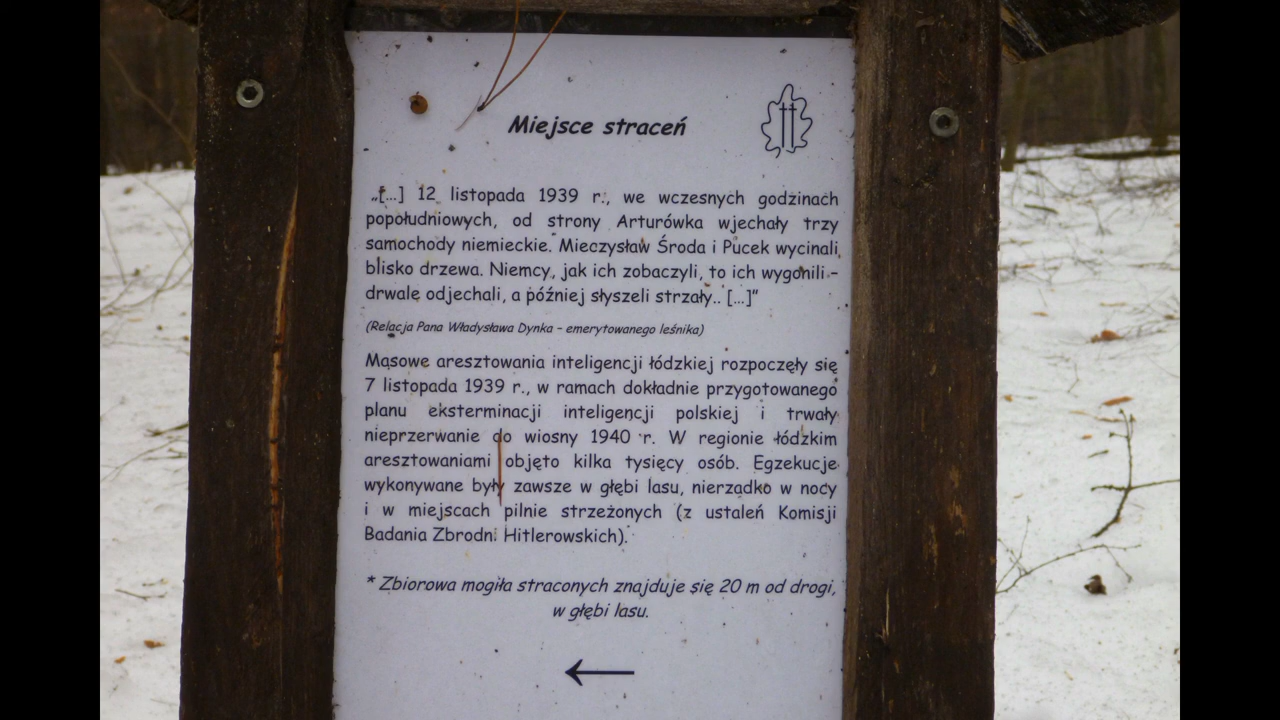 Miejsce straceń
„[...] 12 listopada 1939 r., we wczesnych godzinach
popołudniowych, od strony Arturówka wjechały trzy
samochody niemieckie. Mieczysław Środa i Pucek wycinali
blisko drzewa. Niemcy, jak ich zobaczyli, to ich wygonili –
drwale odjechali, a później słyszeli strzały.. [...]”
(Relacja Pana Władysława Dynka – emerytowanego leśnika)
Masowe aresztowania inteligencji łódzkiej rozpoczęły się
7 listopada 1939 r., w ramach dokładnie przygotowanego
planu eksterminacji inteligencji polskiej i trwały
nieprzerwanie do wiosny 1940 r. W regionie łódzkim
aresztowaniami objęto kilka tysięcy osób. Egzekucje
wykonywane były zawsze w głębi lasu, nierzadko w nocy
i w miejscach pilnie strzeżonych (z ustaleń Komisji
Badania Zbrodni Hitlerowskich).
* Zbiorowa mogiła straconych znajduje się 20 m od drogi,
w głębi lasu.